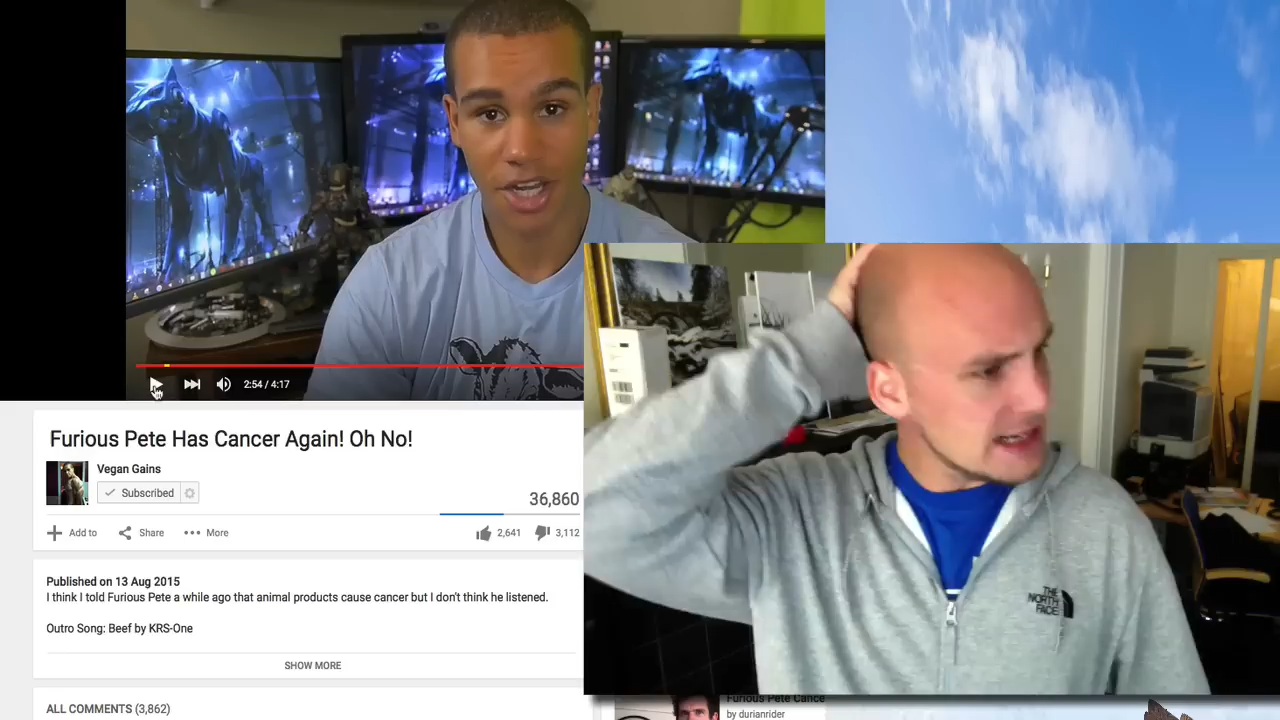 2:54 / 4:17
Furious Pete Has Cancer Again! Oh No!
Vegan Gains
Subscribed
36,860
Add to
Share
More
2,641
3,112
Published on 13 Aug 2015
I think I told Furious Pete a while ago that animal products cause cancer but I don't think he listened.
Outro Song: Beef by KRS-One
SHOW MORE
ALL COMMENTS (3,862)
THE
NORTH
FACE
Furious Pete Cance
by durianrider